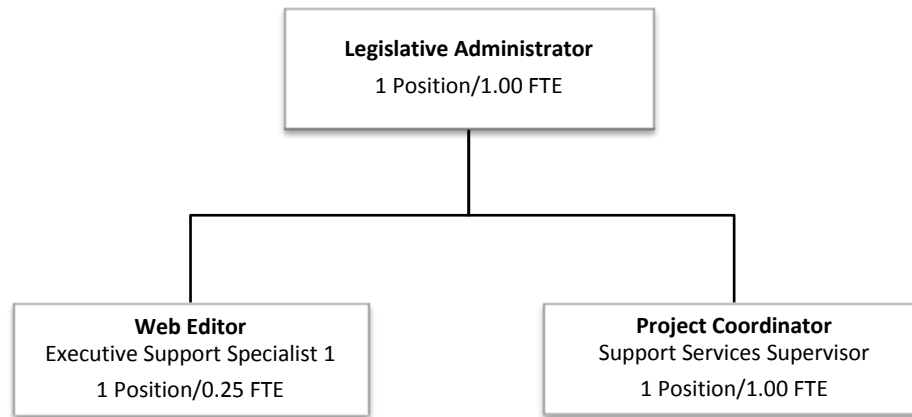 Legislative Administrator
1 Position/1.00 FTE
Web Editor
Executive Support Specialist 1
1 Position/0.25 FTE
Project Coordinator
Support Services Supervisor
1 Position/1.00 FTE